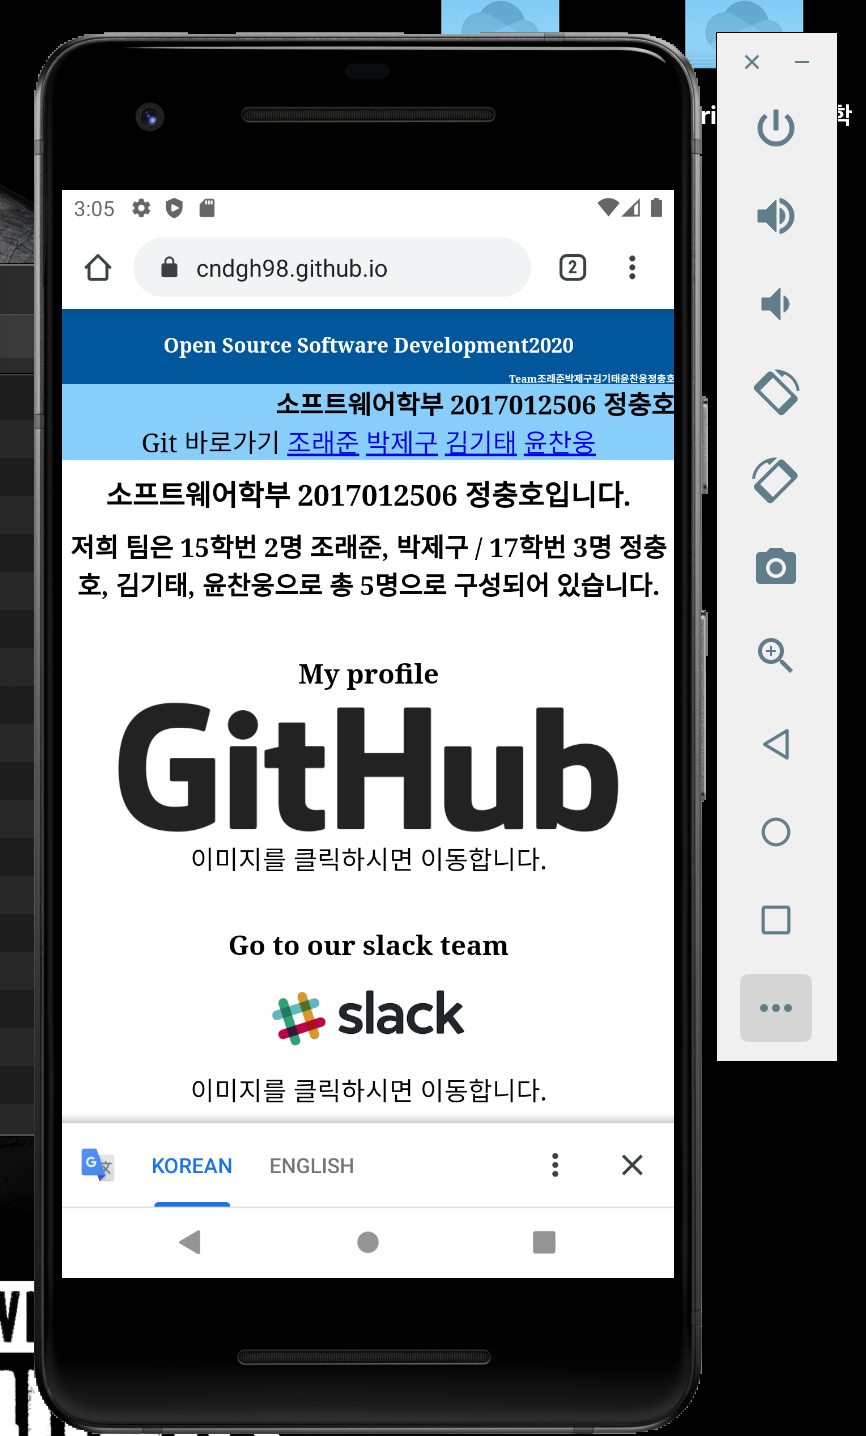 학
3:05
cndgh98.github.io
2
Open Source Software Development2020
Team조래준박제구김기태윤찬웅정충호
소프트웨어학부 2017012506 정충호
Git 바로가기 조래준 박제구 김기태 윤찬웅
소프트웨어학부 2017012506 정충호입니다.
저희 팀은 15학번 2명 조래준, 박제구 / 17학번 3명 정충
호, 김기태, 윤찬웅으로 총 5명으로 구성되어 있습니다.
My profile
GitHub
이미지를 클릭하시면 이동합니다.
Go to our slack team
slack
이미지를 클릭하시면 이동합니다.
KOREAN ENGLISH